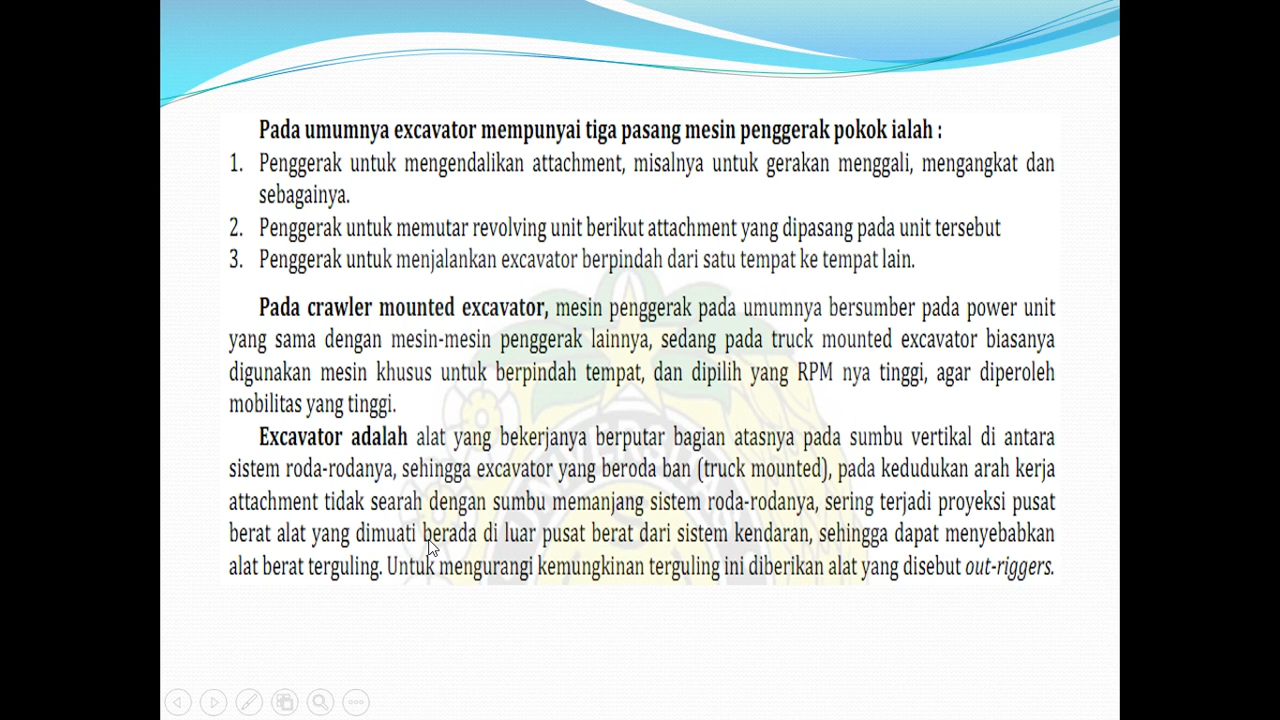 Pada umumnya excavator mempunyai tiga pasang mesin penggerak pokok ialah :
1. Penggerak untuk mengendalikan attachment, misalnya untuk gerakan menggali, mengangkat dan
sebagainya.
2. Penggerak untuk memutar revolving unit berikut attachment yang dipasang pada unit tersebut
3. Penggerak untuk menjalankan excavator berpindah dari satu tempat ke tempat lain.
Pada crawler mounted excavator, mesin penggerak pada umumnya bersumber pada power unit
yang sama dengan mesin-mesin penggerak lainnya, sedang pada truck mounted excavator biasanya
digunakan mesin khusus untuk berpindah tempat, dan dipilih yang RPM nya tinggi, agar diperoleh
mobilitas yang tinggi.
Excavator adalah alat yang bekerjanya berputar bagian atasnya pada sumbu vertikal di antara
sistem roda-rodanya, sehingga excavator yang beroda ban (truck mounted), pada kedudukan arah kerja
attachment tidak searah dengan sumbu memanjang sistem roda-rodanya, sering terjadi proyeksi pusat
berat alat yang dimuati berada di luar pusat berat dari sistem kendaran, sehingga dapat menyebabkan
alat berat terguling. Untuk mengurangi kemungkinan terguling ini diberikan alat yang disebut out-riggers.